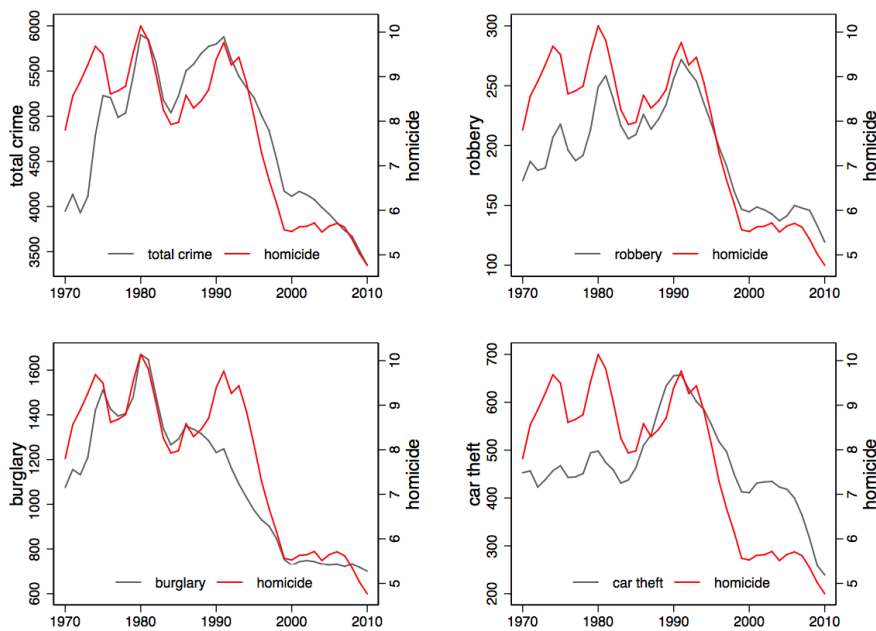 total crime
3500 4000 4500 5000 5500 6000
homicide
5 6 7 8 9 10
total crime homicide
1970 1980 1990 2000 2010
robbery
100 150 200 250 300
homicide
5 6 7 8 9 10
robbery homicide
1970 1980 1990 2000 2010
burglary
600 800 1000 1200 1400 1600
homicide
5 6 7 8 9 10
burglary homicide
1970 1980 1990 2000 2010
car theft
200 300 400 500 600 700
homicide
5 6 7 8 9 10
car theft homicide
1970 1980 1990 2000 2010